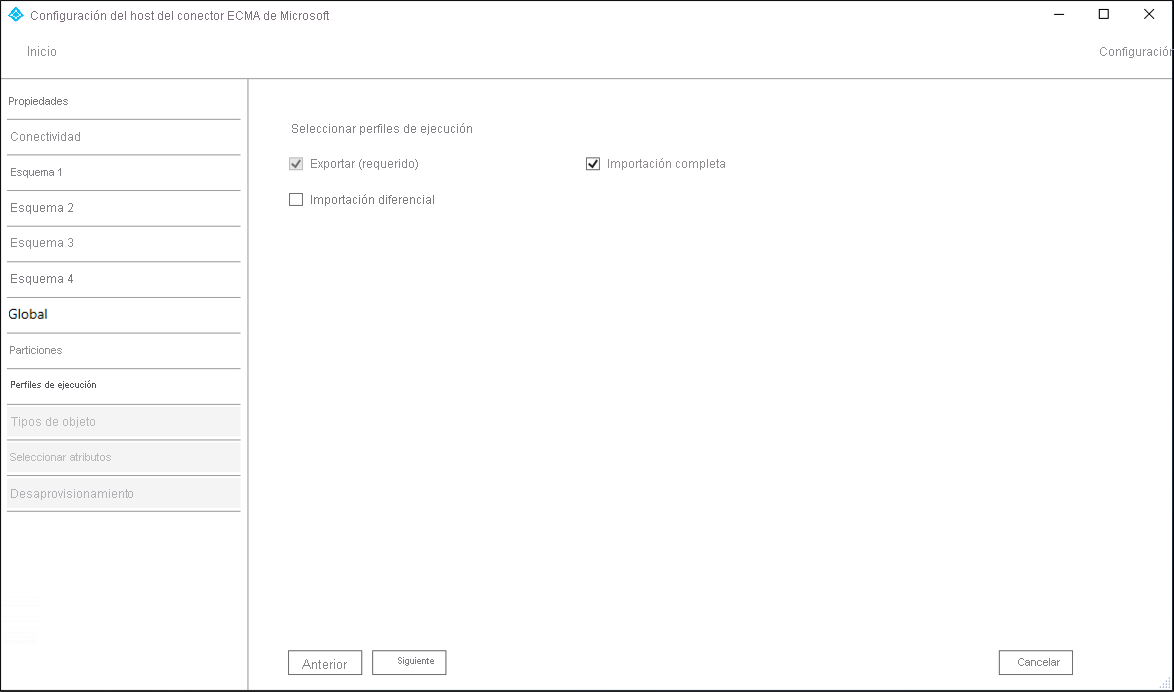 Configuración del host del conector ECMA de Microsoft
Inicio
Configuración
Propiedades
Conectividad
Esquema 1
Esquema 2
Esquema 3
Esquema 4
Global
Particiones
Perfiles de ejecución
Tipos de objeto
Seleccionar atributos
Desaprovisionamiento
Seleccionar perfiles de ejecución
Exportar (requerido)
Importación completa
Importación diferencial
Anterior
Siguiente
Cancelar